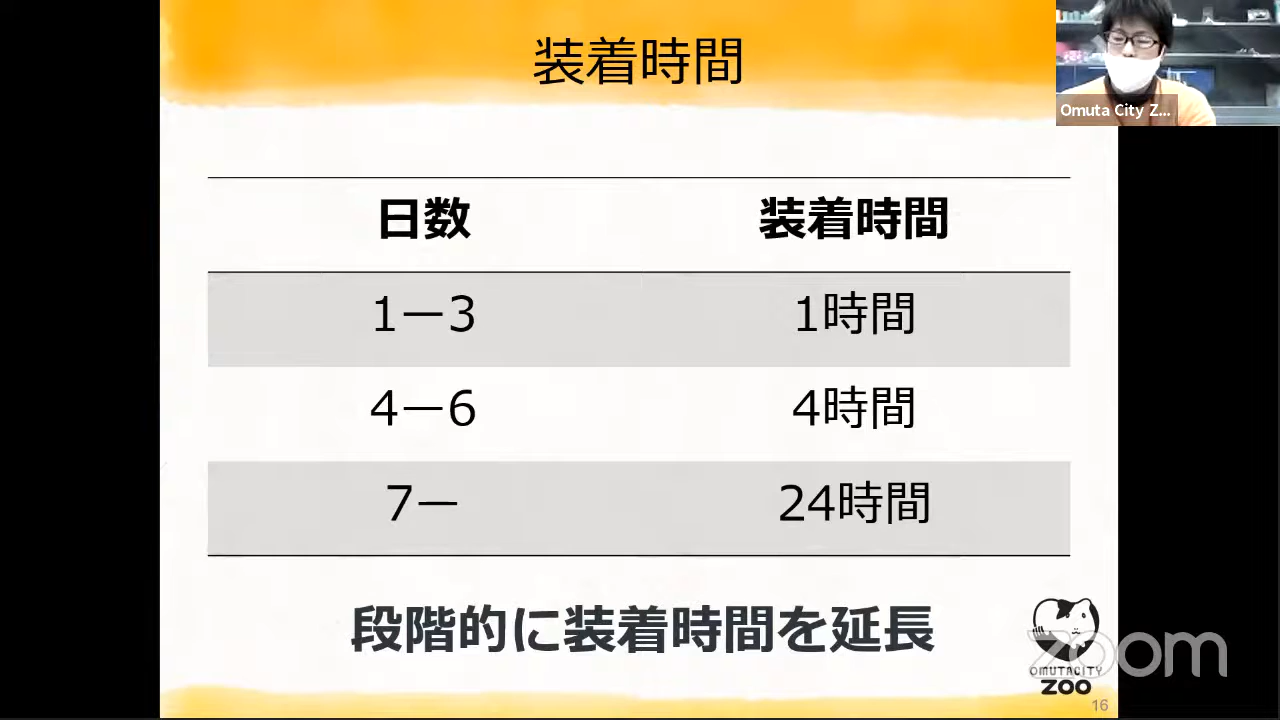 装着時間
Omuta City Z...
日数 装着時間
1ー3 1時間
4ー6 4時間
7ー 24時間
段階的に装着時間を延長
zoom
OMUTACITY
ZOO
16